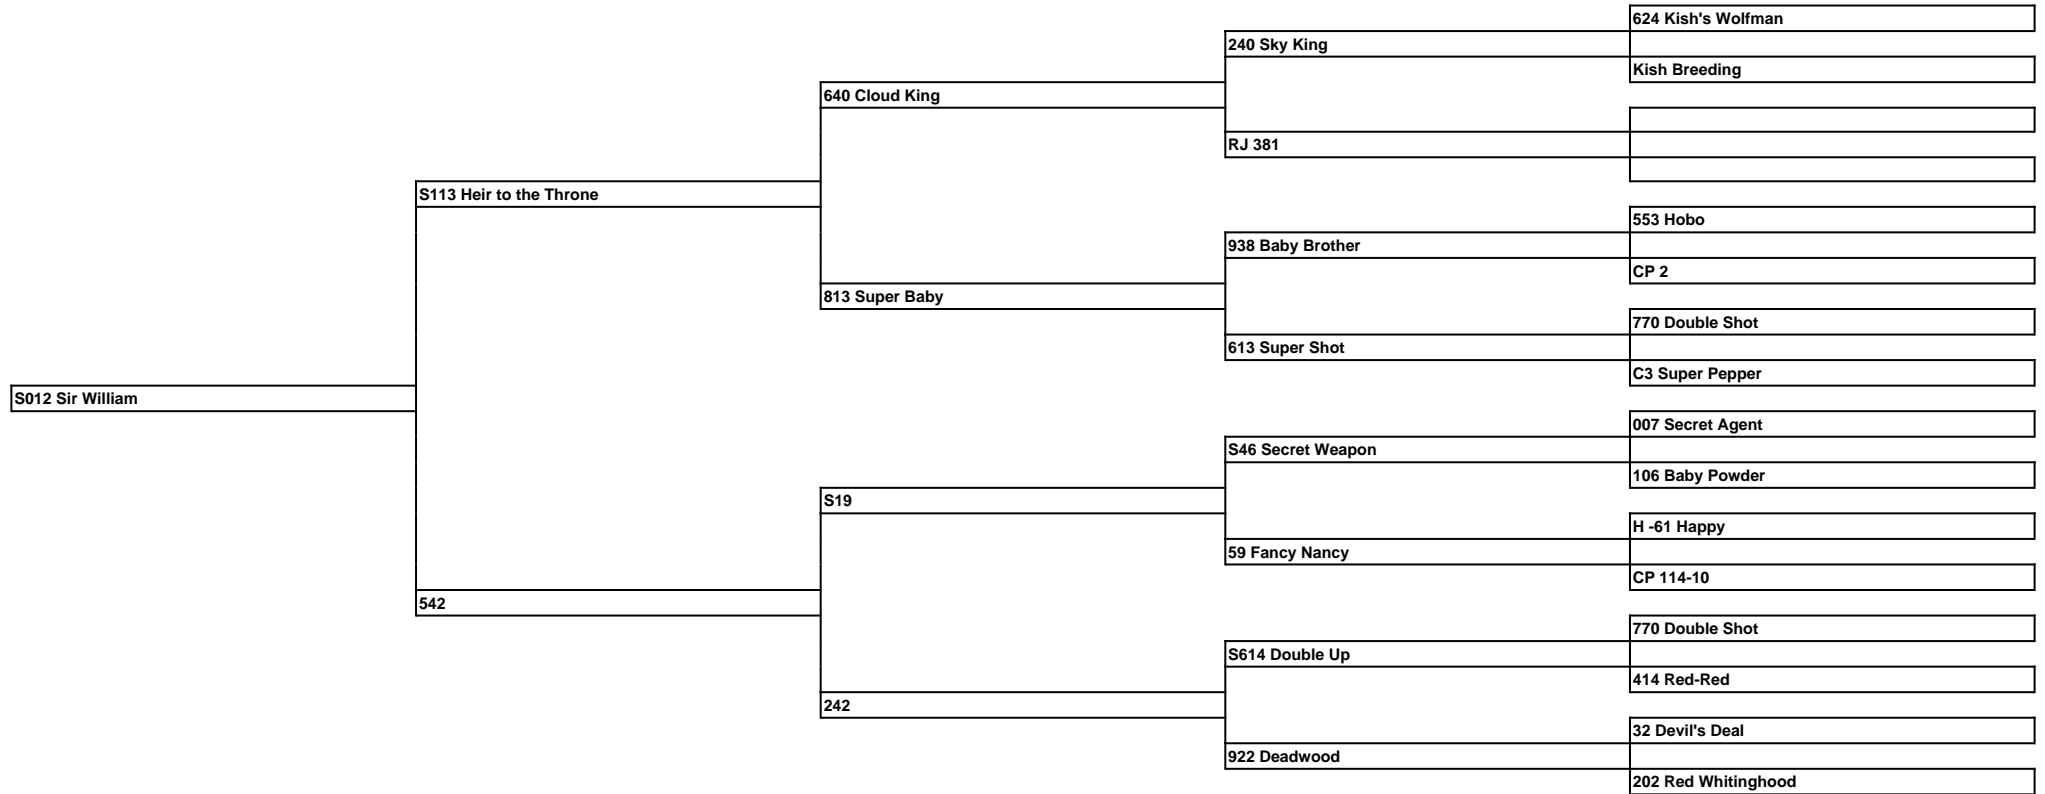 624 Kish's Wolfman
240 Sky King
Kish Breeding
640 Cloud King
RJ 381
S113 Heir to the Throne
553 Hobo
938 Baby Brother
CP 2
813 Super Baby
770 Double Shot
613 Super Shot
C3 Super Pepper
S012 Sir William
007 Secret Agent
S46 Secret Weapon
106 Baby Powder
S19
H -61 Happy
59 Fancy Nancy
CP 114-10
542
770 Double Shot
S614 Double Up
414 Red-Red
242
32 Devil's Deal
922 Deadwood
202 Red Whitinghood